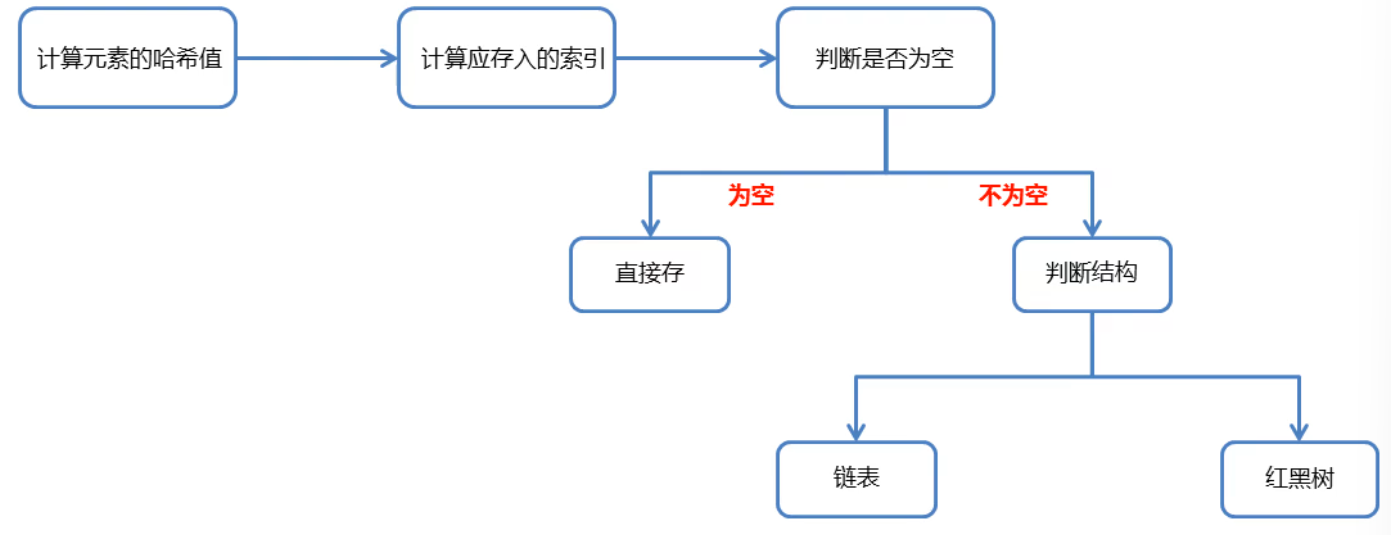 计算元素的哈希值
计算应存入的索引
判断是否为空
为空
不为空
直接存
判断结构
链表
红黑树